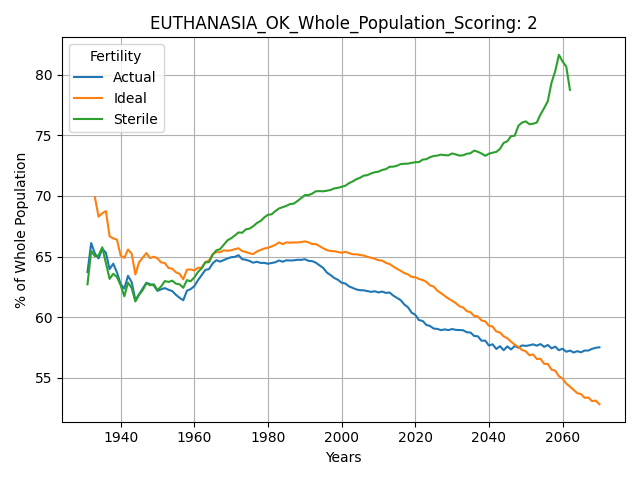 EUTHANASIA_OK_Whole_Population_Scoring: 2
Fertility
Actual
Ideal
Sterile
% of Whole Population
80
75
70
65
60
55
1940 1960 1980 2000 2020 2040 2060
Years